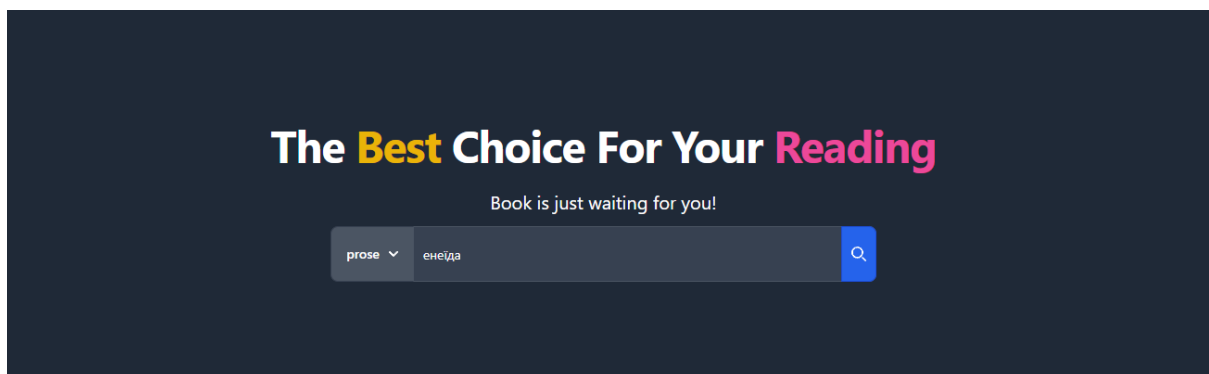 The Best Choice For Your Reading
Book is just waiting for you!
prose енеїда